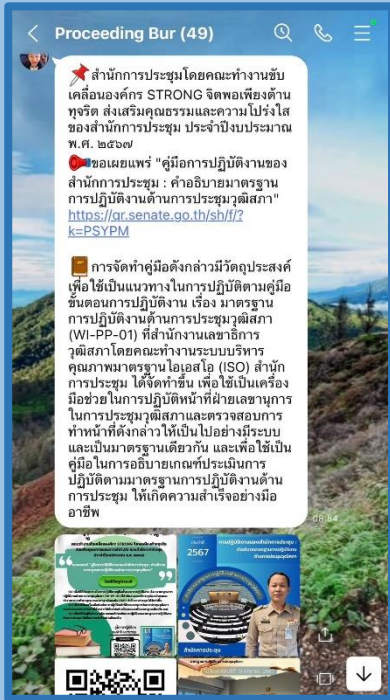 Proceeding Bur (49)
📌 สำนักการประชุมโดยคณะทำงานขับ
เคลื่อนองค์กร STRONG จิตพอเพียงต้าน
ทุจริต ส่งเสริมคุณธรรมและความโปร่งใส
ของสำนักการประชุม ประจำปีงบประมาณ
พ.ศ. ๒๕๖๗
ขอเผยแพร่ "คู่มือการปฏิบัติงานของ
สำนักการประชุม : คำอธิบายมาตรฐาน
การปฏิบัติงานด้านการประชุมวุฒิสภา"
https://qr.senate.go.th/sh/f/?
k=PSYPM
การจัดทำคู่มือดังกล่าวมีวัตถุประสงค์
เพื่อใช้เป็นแนวทางในการปฏิบัติตามคู่มือ
ขั้นตอนการปฏิบัติงาน เรื่อง มาตรฐาน
การปฏิบัติงานด้านการประชุมวุฒิสภา
(WI-PP-01) ที่สำนักงานเลขาธิการ
วุฒิสภาโดยคณะทำงานระบบบริหาร
คุณภาพมาตรฐานไอเอสโอ (ISO) สำนัก
การประชุม ได้จัดทำขึ้น เพื่อใช้เป็นเครื่อง
มือช่วยในการปฏิบัติหน้าที่ฝ่ายเลขานุการ
ในการประชุมวุฒิสภาและตรวจสอบการ
ทำหน้าที่ดังกล่าวให้เป็นไปอย่างมีระบบ
และเป็นมาตรฐานเดียวกัน และเพื่อใช้เป็น
คู่มือในการอธิบายเกณฑ์ประเมินการ
ปฏิบัติตามมาตรฐานการปฏิบัติงานด้าน
การประชุม ให้เกิดความสำเร็จอย่างมือ
อาชีพ
08:54
2567
สำนักการประชุม